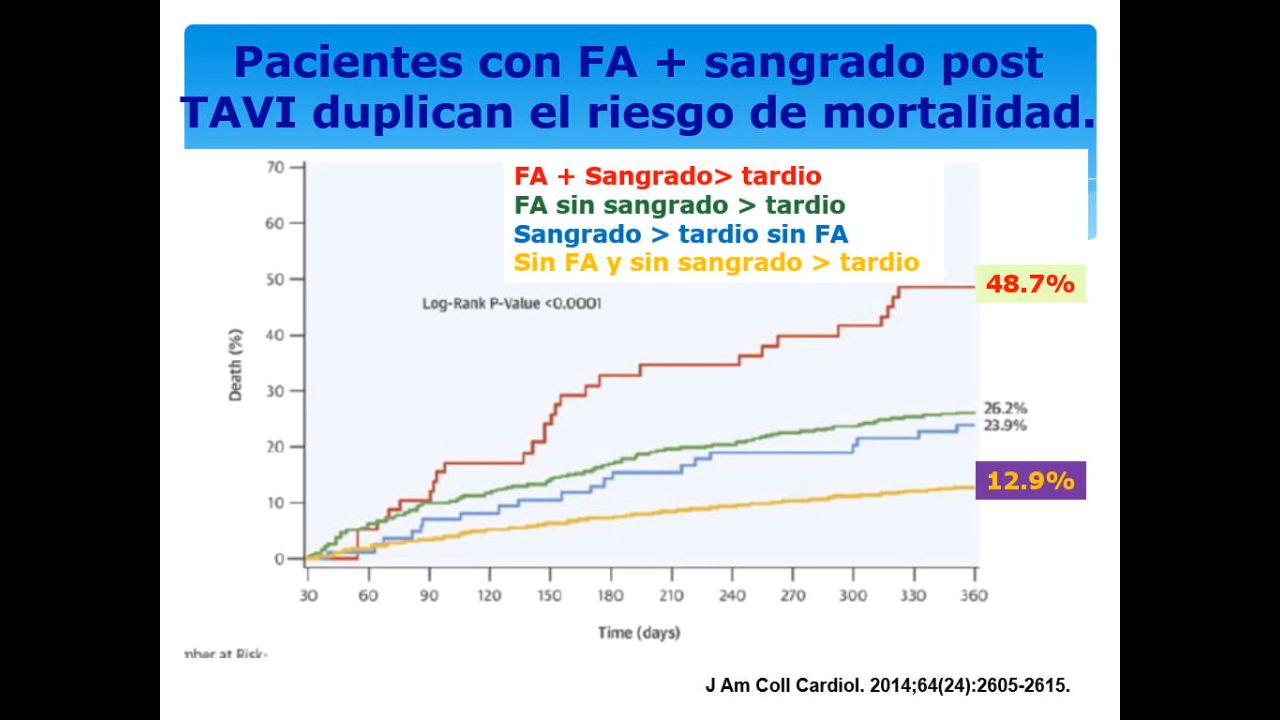 Pacientes con FA + sangrado post
TAVI duplican el riesgo de mortalidad.
FA + Sangrado> tardio
FA sin sangrado > tardio
Sangrado > tardio sin FA
Sin FA y sin sangrado > tardio
Log-Rank P-Value <0.0001
Death (%)
70
60
50
40
30
20
10
0
48.7%
26.2%
23.9%
12.9%
30 60 90 120 150 180 210 240 270 300 330 360
Time (days)
mber at Risk:
J Am Coll Cardiol. 2014;64(24):2605-2615.